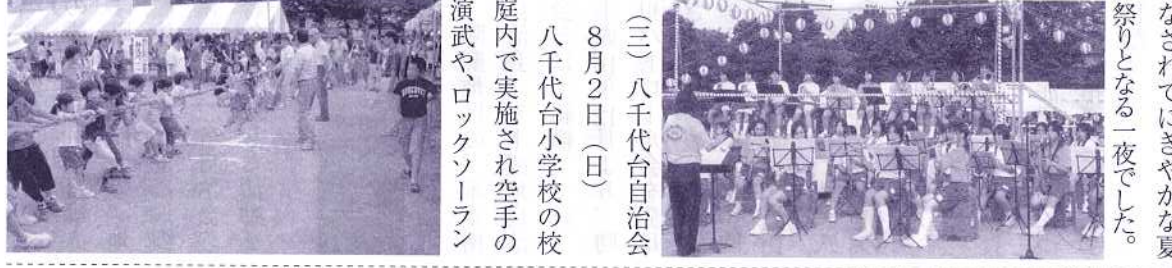 なされてにぎやかな夏
祭りとなる一夜でした。
（三） 八千代台自治会
８月２日（日）
八千代台小学校の校
庭内で実施され空手の
演武や、ロックソーラン